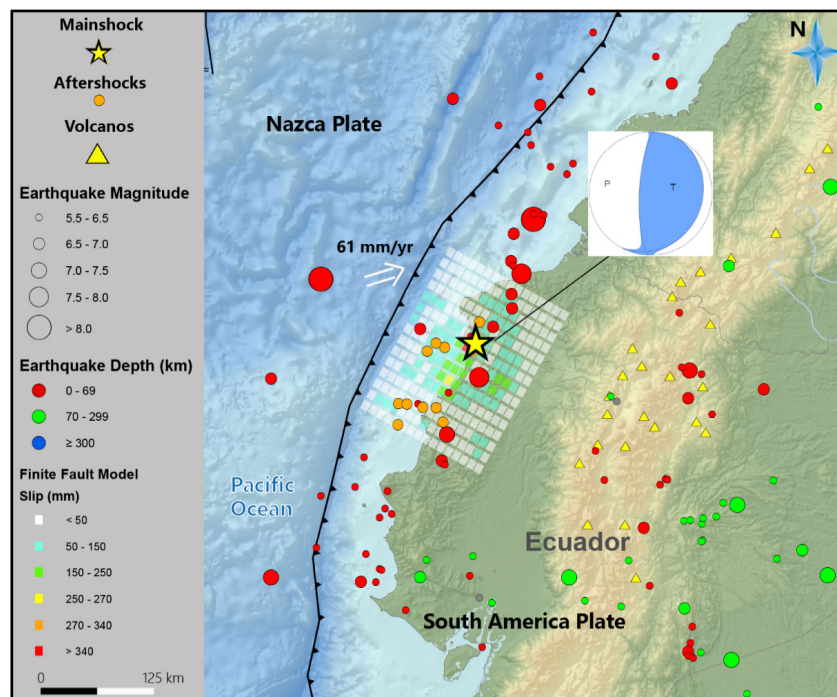 Mainshock
Aftershocks
Volcanos
Earthquake Magnitude
5.5 - 6.5
6.5 - 7.0
7.0 - 7.5
7.5 - 8.0
> 8.0
Earthquake Depth (km)
0 - 69
70 - 299
≥ 300
Finite Fault Model
Slip (mm)
< 50
50 - 150
150 - 250
250 - 270
270 - 340
> 340
0 125 km
N
Nazca Plate
P
T
61 mm/yr
Pacific
Ocean
Ecuador
South America Plate